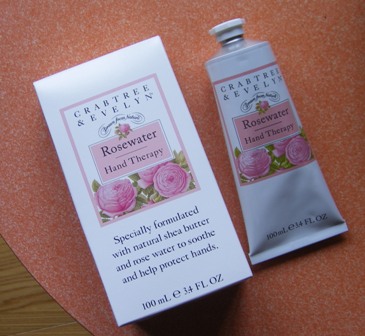 CRABTREE
& EVELYN
Rosewater
Hand Therapy
Specially formulated
with natural shea butter
and rose water to soothe
and help protect hands.
100 mL ℮ 3.4 FL OZ
CRABTREE
& EVELYN
Rosewater
Hand Therapy
100 mL ℮ 3.4 FL OZ